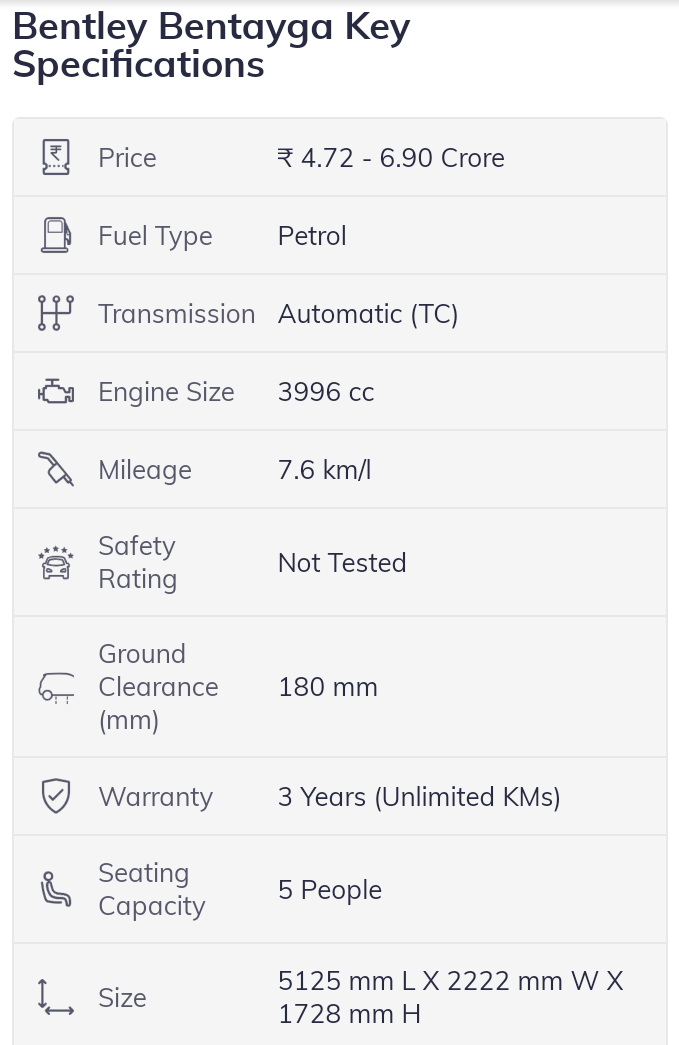 Bentley Bentayga Key
Specifications
₹
Price
₹ 4.72 - 6.90 Crore
Fuel Type
Petrol
Transmission
Automatic (TC)
Engine Size
3996 cc
Mileage
7.6 km/l
Safety
Rating
Not Tested
Ground
Clearance
(mm)
180 mm
Warranty
3 Years (Unlimited KMs)
Seating
Capacity
5 People
Size
5125 mm L X 2222 mm W X
1728 mm H